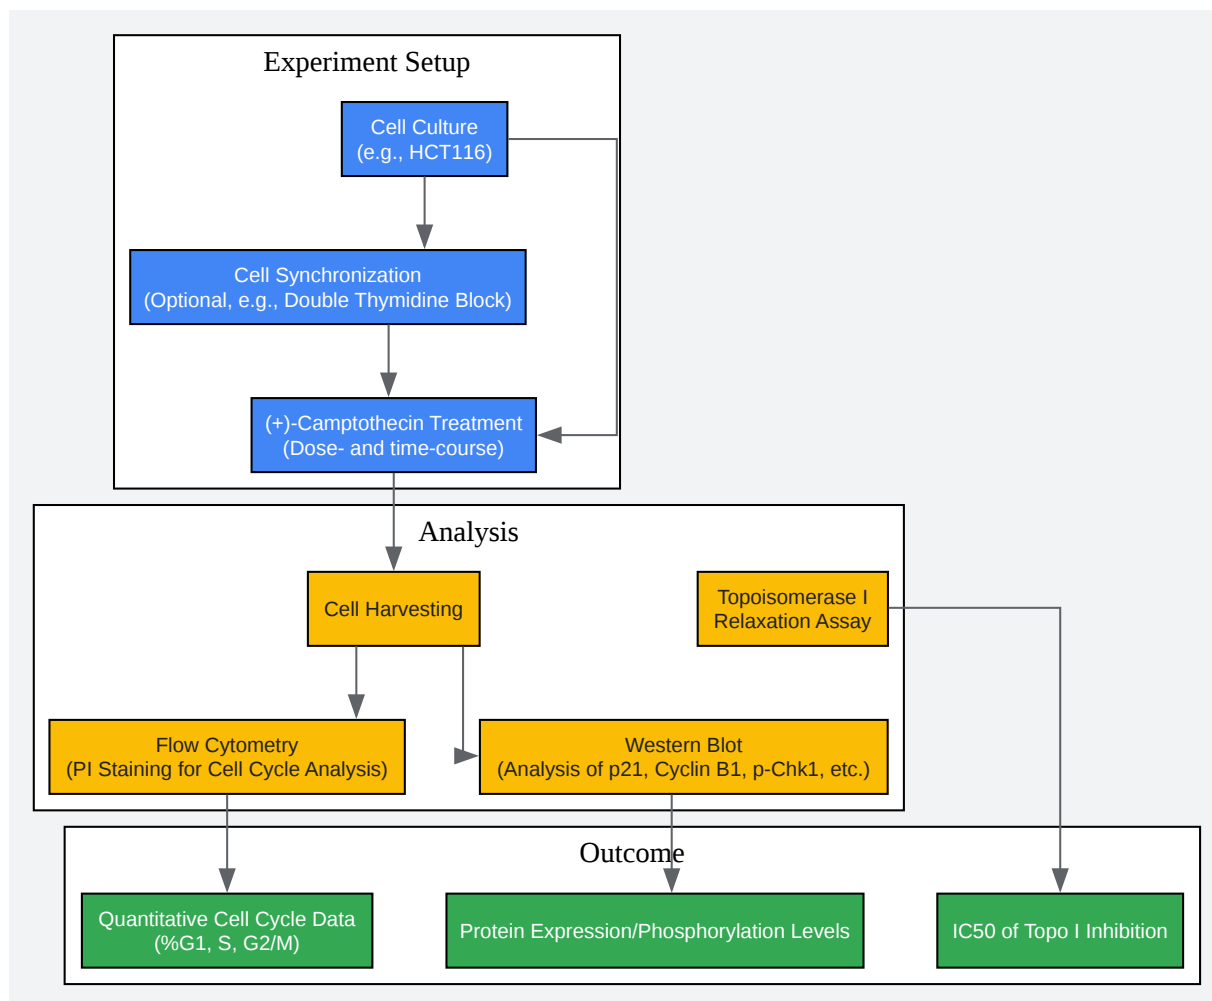 Experiment Setup
Cell Culture
(e.g., HCT116)
Cell Synchronization
(Optional, e.g., Double Thymidine Block)
(+)-Camptothecin Treatment
(Dose- and time-course)
Analysis
Cell Harvesting
Topoisomerase I
Relaxation Assay
Flow Cytometry
(PI Staining for Cell Cycle Analysis)
Western Blot
(Analysis of p21, Cyclin B1, p-Chk1, etc.)
Outcome
Quantitative Cell Cycle Data
(%G1, S, G2/M)
Protein Expression/Phosphorylation Levels
IC50 of Topo I Inhibition